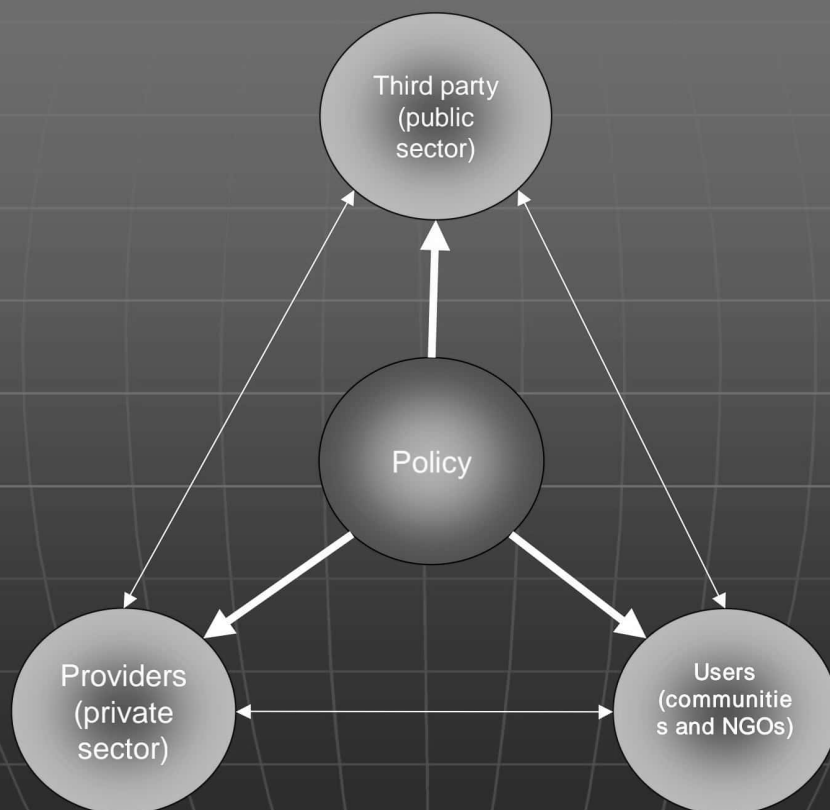 Third party
(public
sector)
Policy
Providers
(private
sector)
Users
(communitie
s and NGOs)